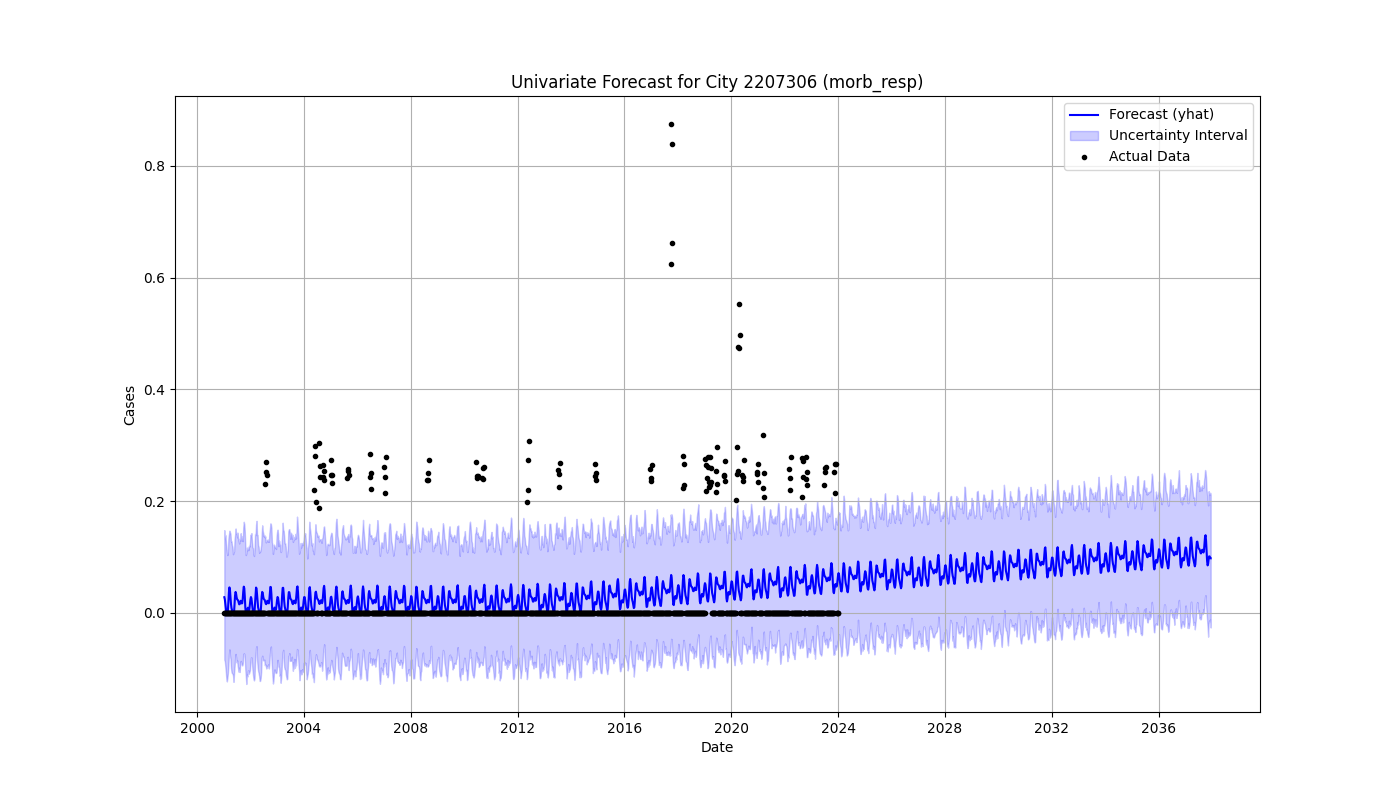 Univariate Forecast for City 2207306 (morb_resp)
Forecast (yhat)
Uncertainty Interval
Actual Data
Cases
0.8
0.6
0.4
0.2
0.0
2000 2004 2008 2012 2016 2020 2024 2028 2032 2036
Date